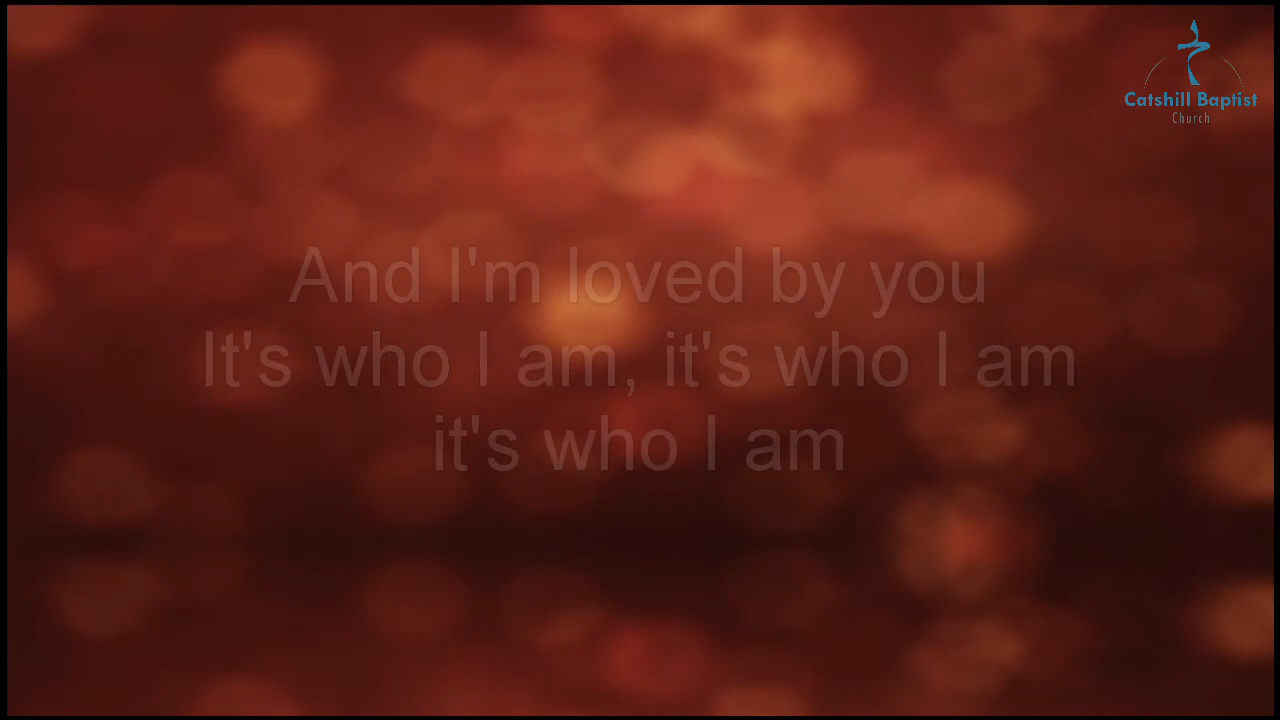 Catshill Baptist
Church
And I'm loved by you
It's who I am, it's who I am
it's who I am